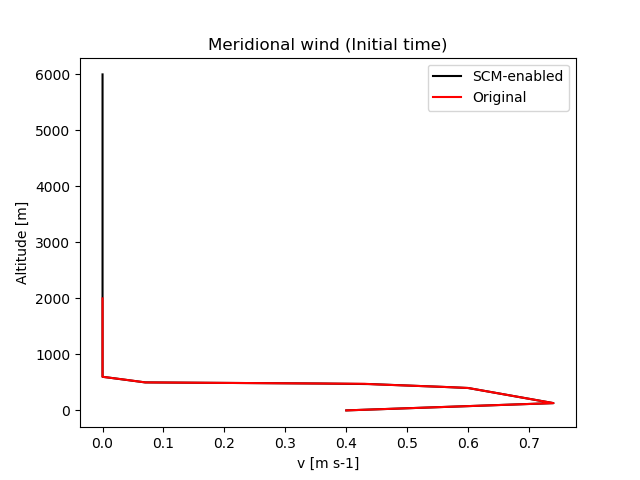 Meridional wind (Initial time)
SCM-enabled
Original
Altitude [m]
6000
5000
4000
3000
2000
1000
0
0.0 0.1 0.2 0.3 0.4 0.5 0.6 0.7
v [m s-1]